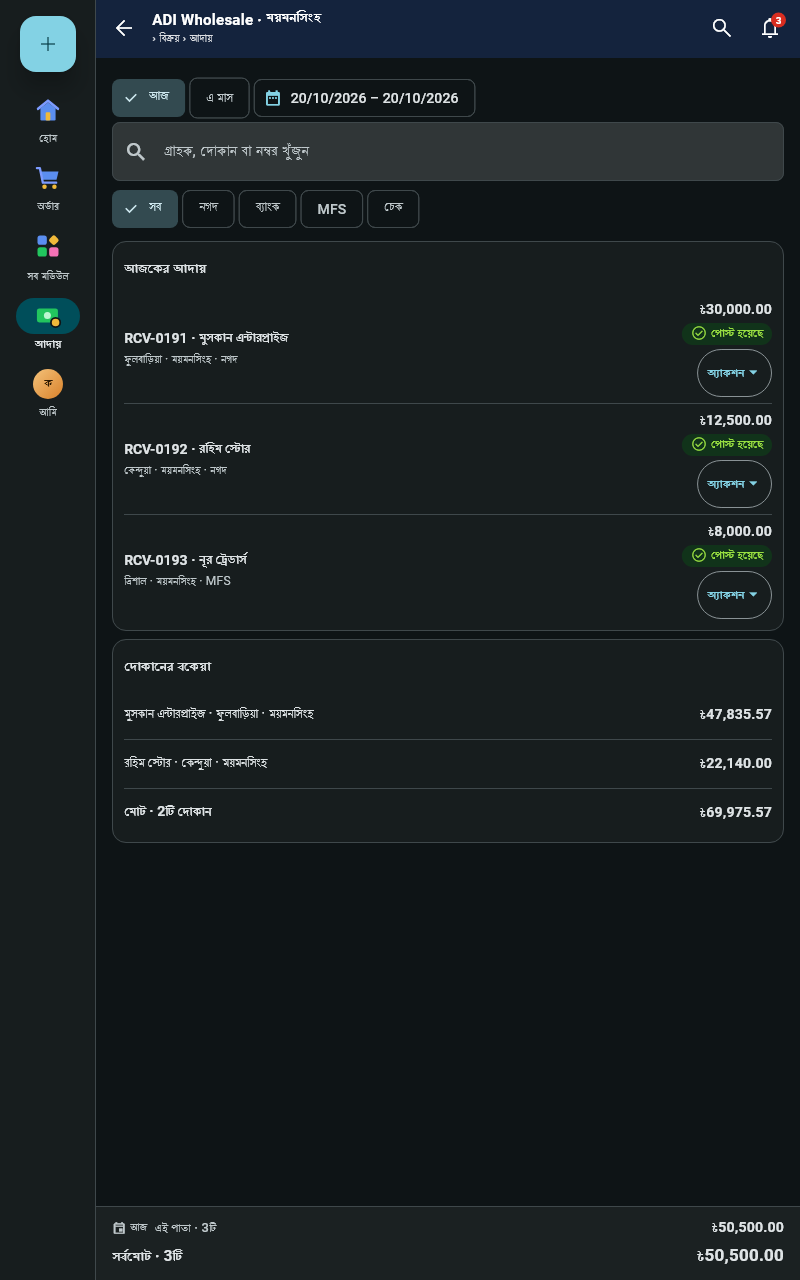 +
হোম
অর্ডার
সব মডিউল
আদায়
ক
আমি
ADI Wholesale · ময়মনসিংহ
› বিক্রয় › আদায়
3
আজ
এ মাস
20/10/2026 – 20/10/2026
গ্রাহক, দোকান বা নম্বর খুঁজুন
সব
নগদ
ব্যাংক
MFS
চেক
আজকের আদায়
৳30,000.00
RCV-0191 · মুসকান এন্টারপ্রাইজ
পোস্ট হয়েছে
ফুলবাড়িয়া · ময়মনসিংহ · নগদ
অ্যাকশন
৳12,500.00
RCV-0192 · রহিম স্টোর
পোস্ট হয়েছে
কেন্দুয়া · ময়মনসিংহ · নগদ
অ্যাকশন
৳8,000.00
RCV-0193 · নূর ট্রেডার্স
পোস্ট হয়েছে
ত্রিশাল · ময়মনসিংহ · MFS
অ্যাকশন
দোকানের বকেয়া
মুসকান এন্টারপ্রাইজ · ফুলবাড়িয়া · ময়মনসিংহ ৳47,835.57
রহিম স্টোর · কেন্দুয়া · ময়মনসিংহ ৳22,140.00
মোট · 2টি দোকান ৳69,975.57
আজ এই পাতা · 3টি ৳50,500.00
সর্বমোট · 3টি ৳50,500.00